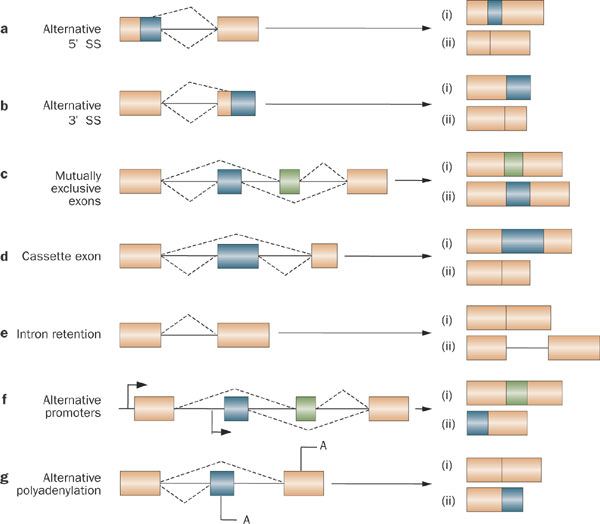 a Alternative
5' SS
(i)
(ii)
b Alternative
3' SS
(i)
(ii)
c Mutually
exclusive
exons
(i)
(ii)
d Cassette exon
(i)
(ii)
e Intron retention
(i)
(ii)
f Alternative
promoters
(i)
(ii)
g Alternative
polyadenylation
A
A
(i)
(ii)